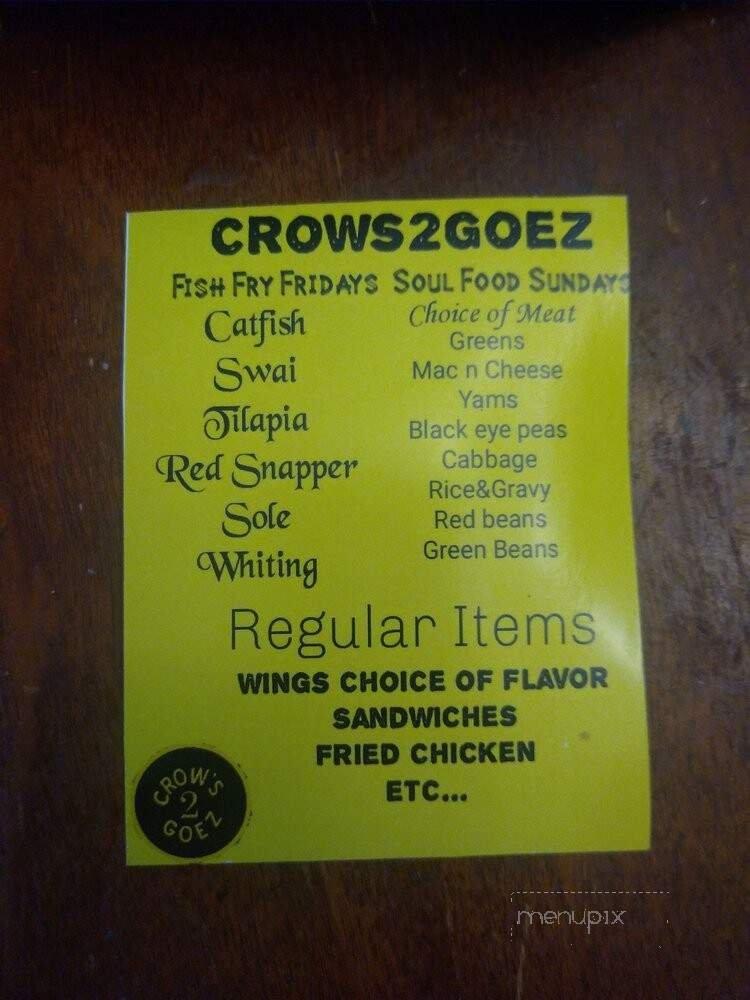 CROWS2GOEZ
FISH FRY FRIDAYS
Catfish
Swai
Tilapia
Red Snapper
Sole
Whiting
SOUL FOOD SUNDAYS
Choice of Meat
Greens
Mac n Cheese
Yams
Black eye peas
Cabbage
Rice&Gravy
Red beans
Green Beans
Regular Items
WINGS CHOICE OF FLAVOR
SANDWICHES
FRIED CHICKEN
ETC...
CROW'S
2
GOEZ
menupix